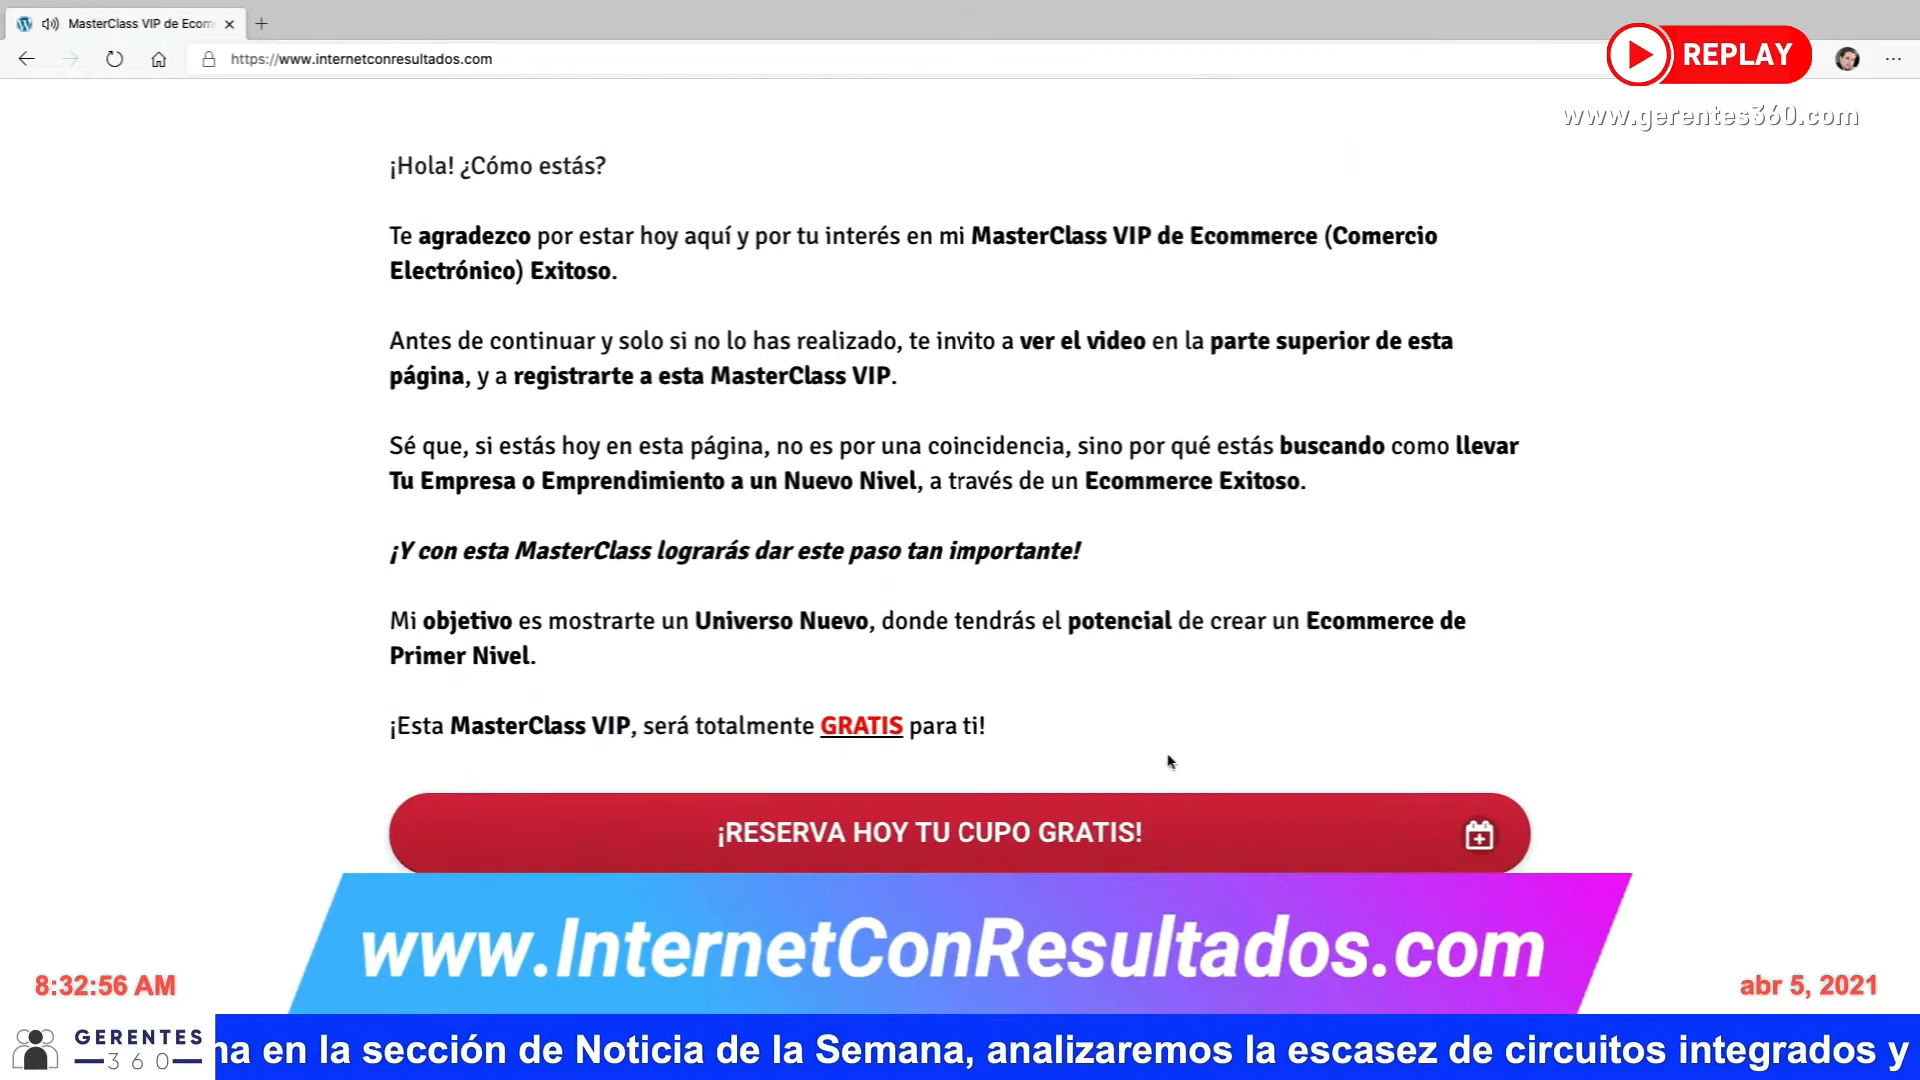 MasterClass VIP de Ecom
https://www.internetconresultados.com
REPLAY
www.gerentes360.com
¡Hola! ¿Cómo estás?
Te agradezco por estar hoy aquí y por tu interés en mi MasterClass VIP de Ecommerce (Comercio
Electrónico) Exitoso.
Antes de continuar y solo si no lo has realizado, te invito a ver el video en la parte superior de esta
página, y a registrarte a esta MasterClass VIP.
Sé que, si estás hoy en esta página, no es por una coincidencia, sino por qué estás buscando como llevar
Tu Empresa o Emprendimiento a un Nuevo Nivel, a través de un Ecommerce Exitoso.
¡Y con esta MasterClass lograrás dar este paso tan importante!
Mi objetivo es mostrarte un Universo Nuevo, donde tendrás el potencial de crear un Ecommerce de
Primer Nivel.
¡Esta MasterClass VIP, será totalmente GRATIS para ti!
¡RESERVA HOY TU CUPO GRATIS!
www.InternetConResultados.com
8:32:56 AM
abr 5, 2021
GERENTES
360
na en la sección de Noticia de la Semana, analizaremos la escasez de circuitos integrados y